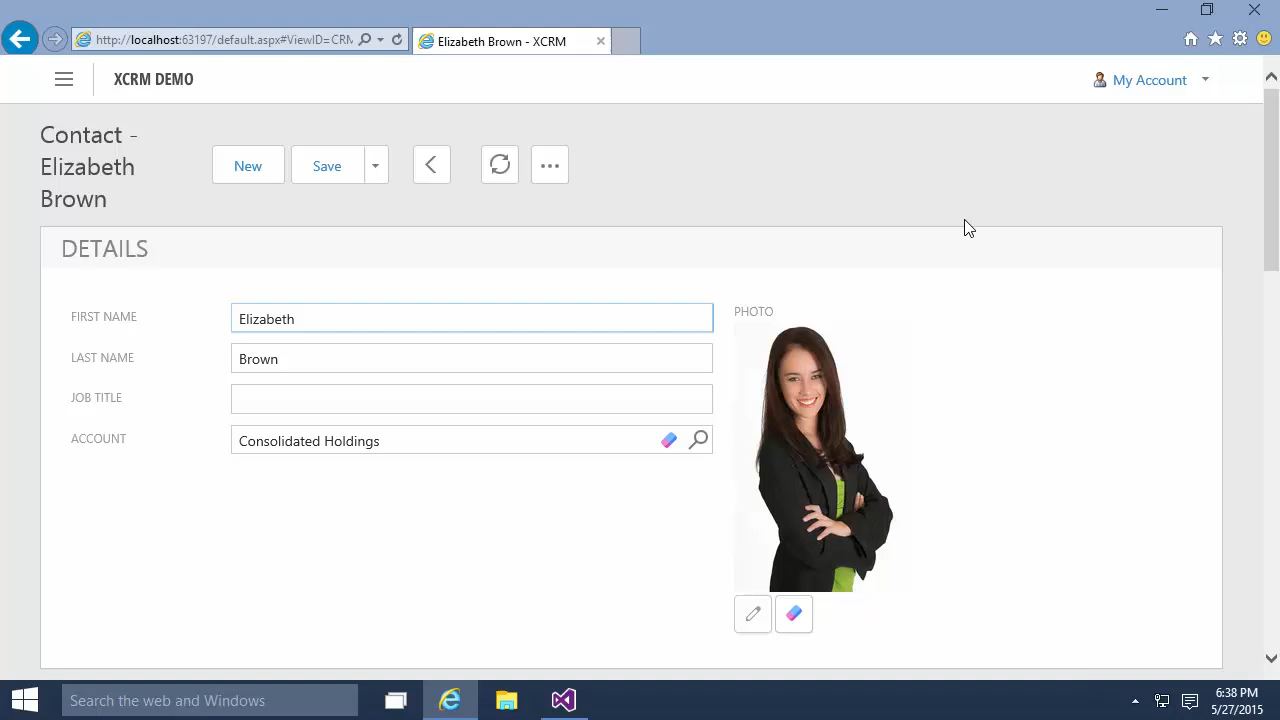 http://localhost:63197/default.aspx#ViewID=CRM
Elizabeth Brown - XCRM
XCRM DEMO
My Account
Contact -
Elizabeth
Brown
New
Save
DETAILS
FIRST NAME
Elizabeth
PHOTO
LAST NAME
Brown
JOB TITLE
ACCOUNT
Consolidated Holdings
Search the web and Windows
6:38 PM
5/27/2015